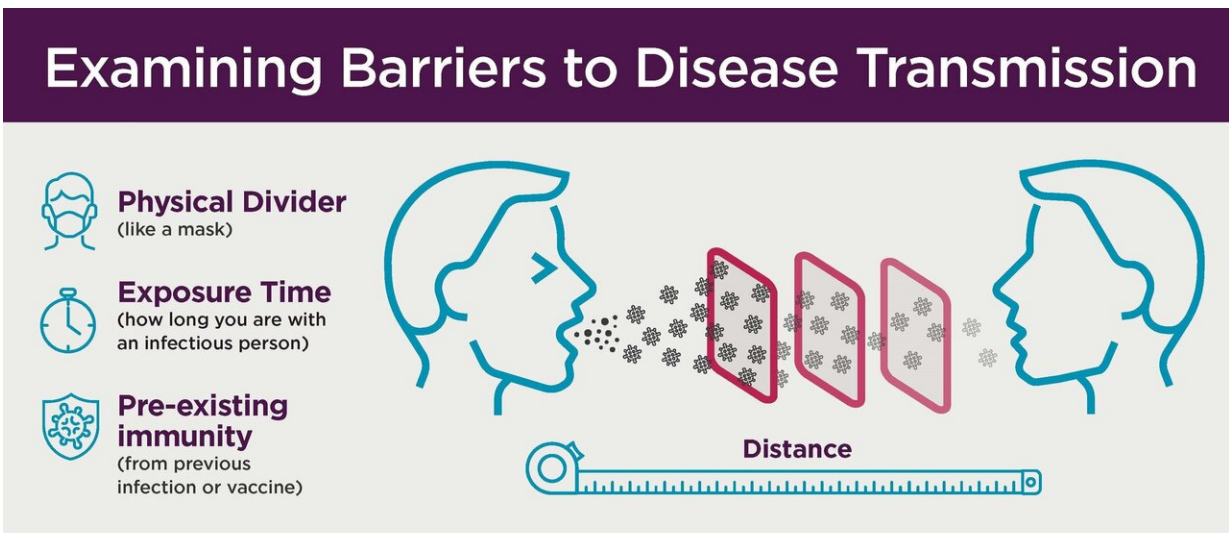 Examining Barriers to Disease Transmission
Physical Divider
(like a mask)
Exposure Time
(how long you are with
an infectious person)
Pre-existing
immunity
(from previous
infection or vaccine)
Distance